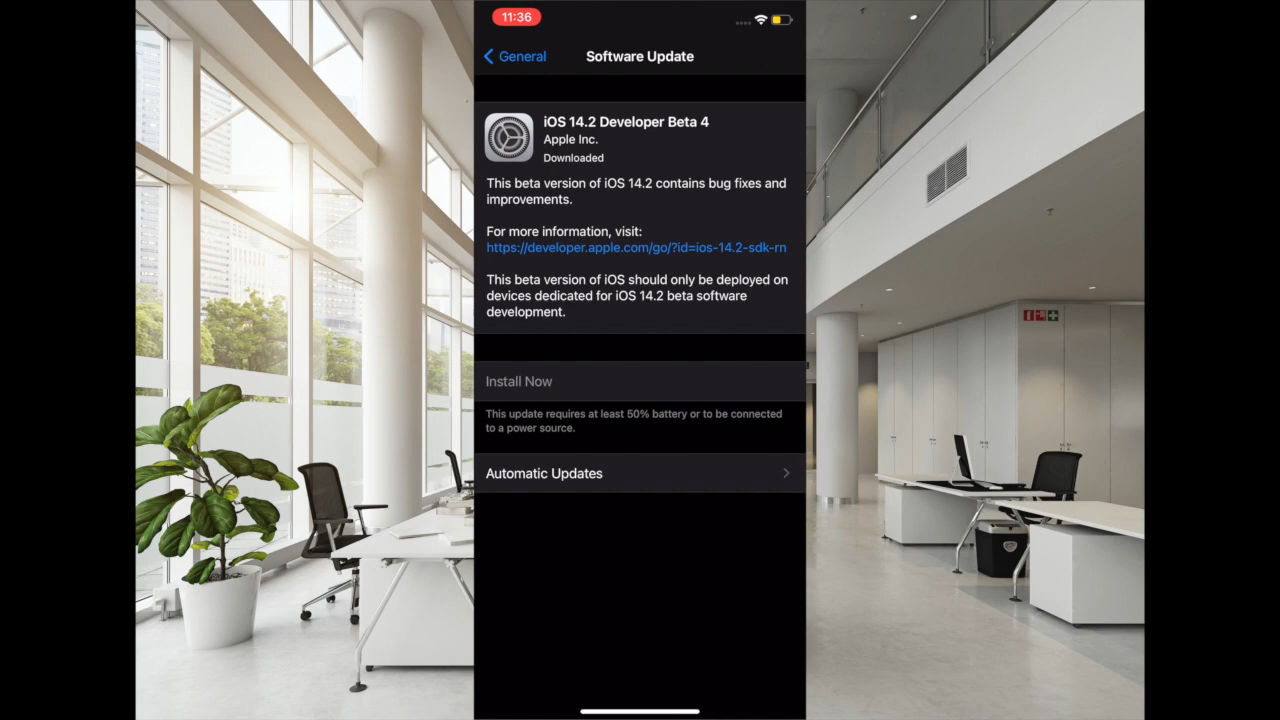 11:36
General
Software Update
iOS 14.2 Developer Beta 4
Apple Inc.
Downloaded
This beta version of iOS 14.2 contains bug fixes and
improvements.
For more information, visit:
https://developer.apple.com/go/?id=ios-14.2-sdk-rn
This beta version of iOS should only be deployed on
devices dedicated for iOS 14.2 beta software
development.
Install Now
This update requires at least 50% battery or to be connected
to a power source.
Automatic Updates